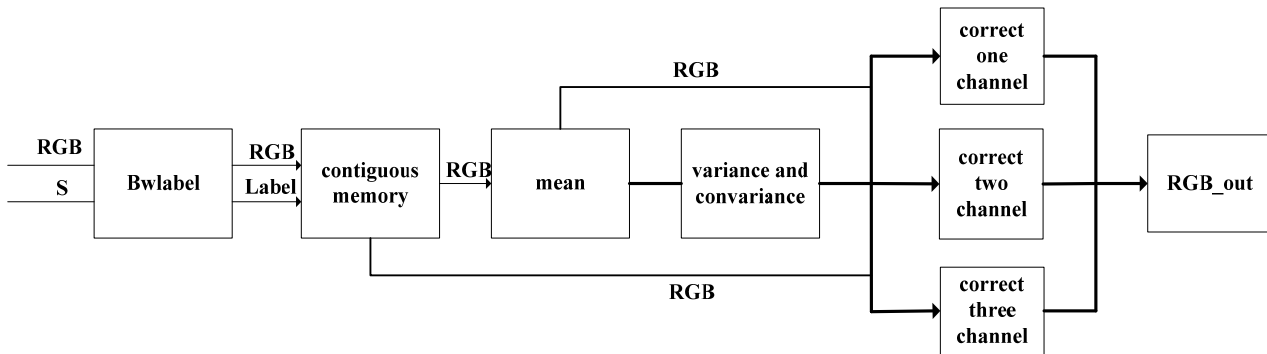 RGB
S
Bwlabel
RGB
Label
contiguous
memory
RGB
mean
RGB
variance and
convariance
RGB
correct
one
channel
correct
two
channel
correct
three
channel
RGB_out